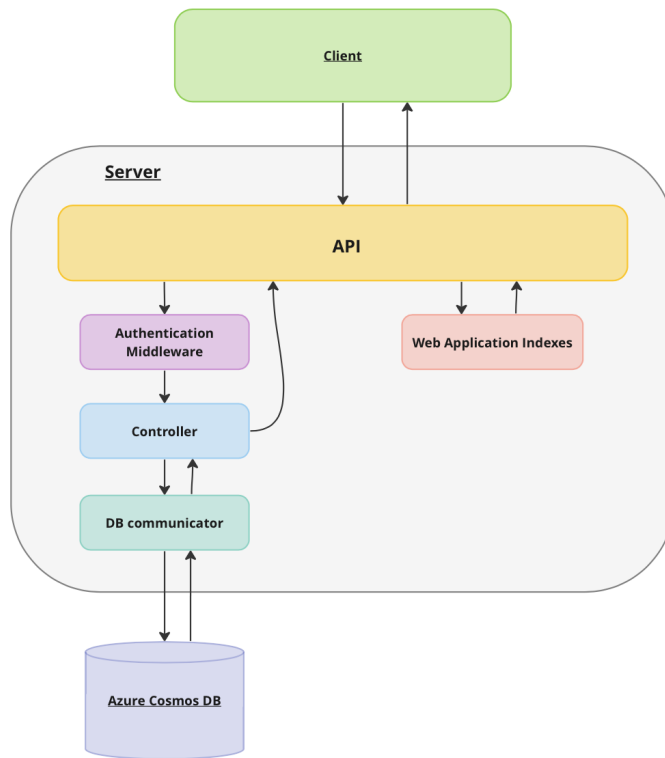 Client
Server
API
Authentication
Middleware
Web Application Indexes
Controller
DB communicator
Azure Cosmos DB